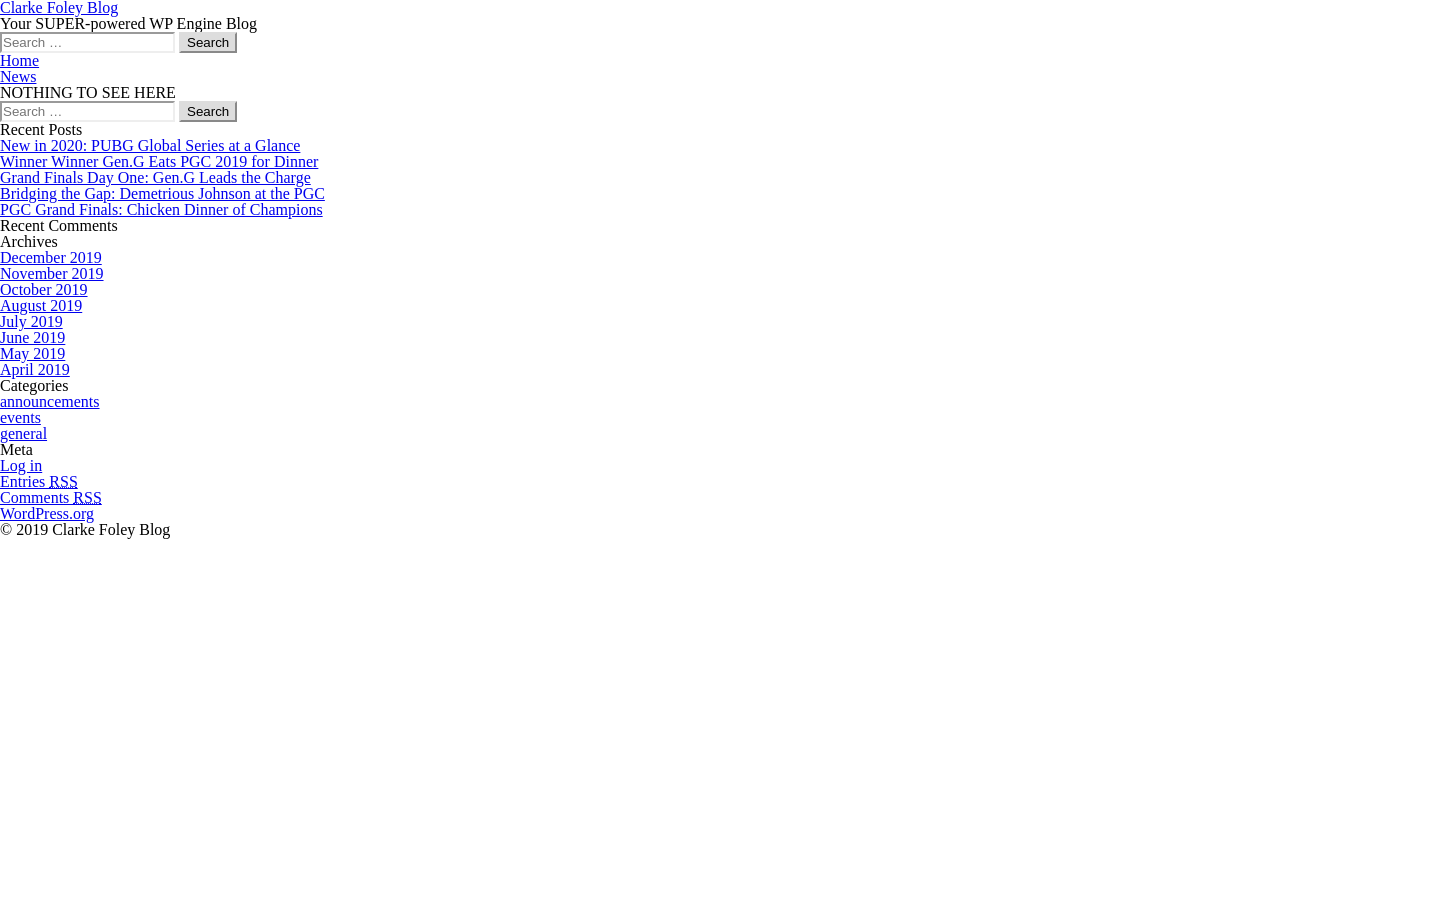 Clarke Foley Blog
Your SUPER-powered WP Engine Blog
Search …
Search
Home
News
NOTHING TO SEE HERE
Search …
Search
Recent Posts
New in 2020: PUBG Global Series at a Glance
Winner Winner Gen.G Eats PGC 2019 for Dinner
Grand Finals Day One: Gen.G Leads the Charge
Bridging the Gap: Demetrious Johnson at the PGC
PGC Grand Finals: Chicken Dinner of Champions
Recent Comments
Archives
December 2019
November 2019
October 2019
August 2019
July 2019
June 2019
May 2019
April 2019
Categories
announcements
events
general
Meta
Log in
Entries RSS
Comments RSS
WordPress.org
© 2019 Clarke Foley Blog